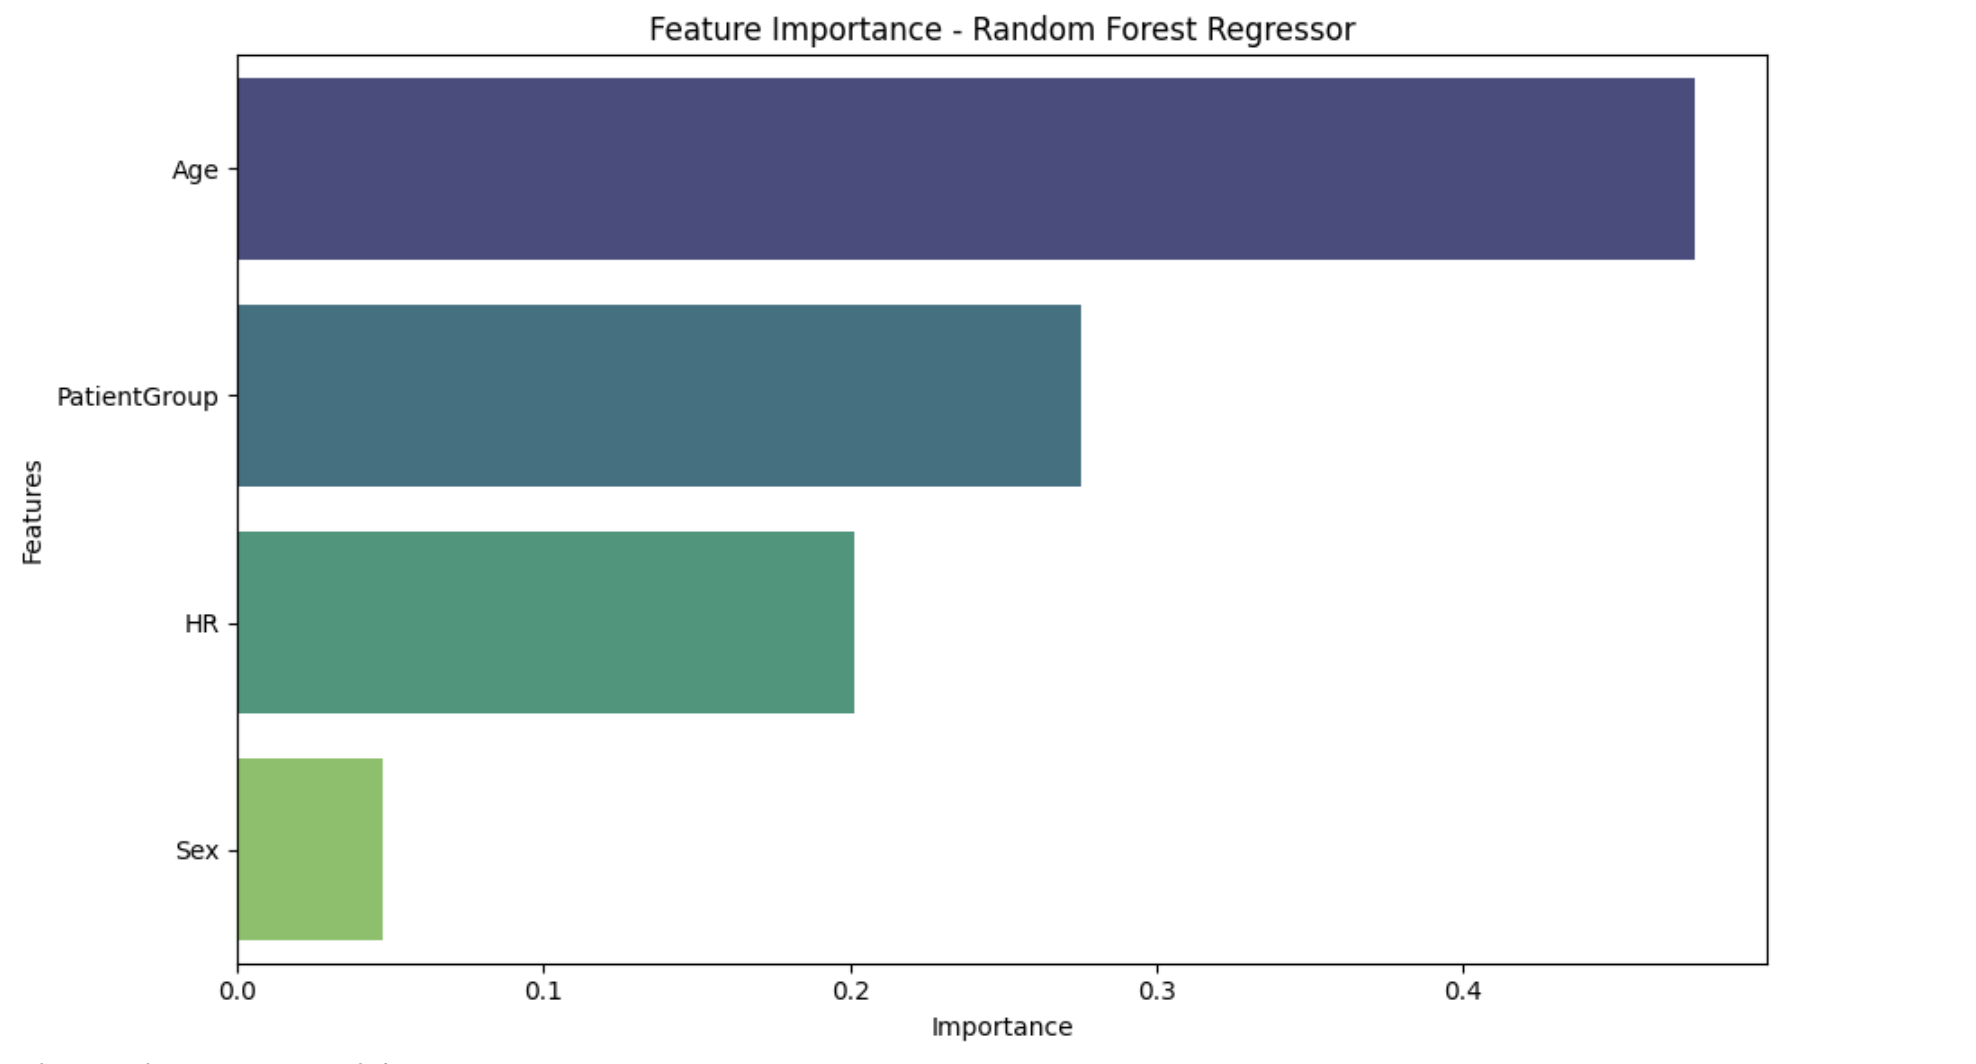 Feature Importance - Random Forest Regressor
Age
PatientGroup
HR
Sex
Features
0.0 0.1 0.2 0.3 0.4
Importance